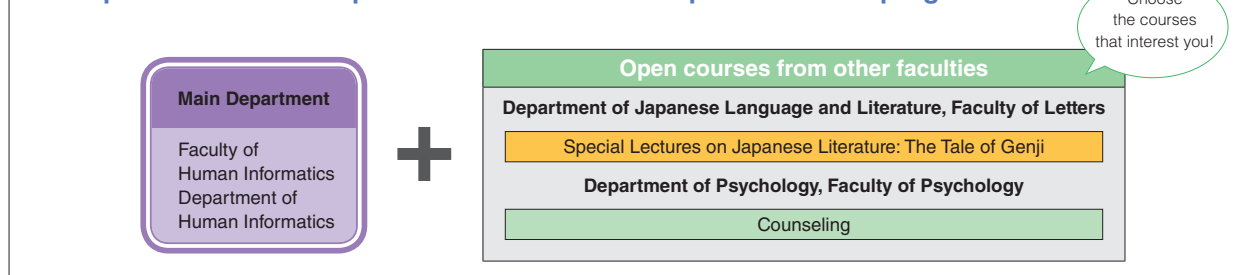 the courses
that interest you!
Open courses from other faculties
Main Department
Faculty of
Human Informatics
Department of
Human Informatics
+
Department of Japanese Language and Literature, Faculty of Letters
Special Lectures on Japanese Literature: The Tale of Genji
Department of Psychology, Faculty of Psychology
Counseling